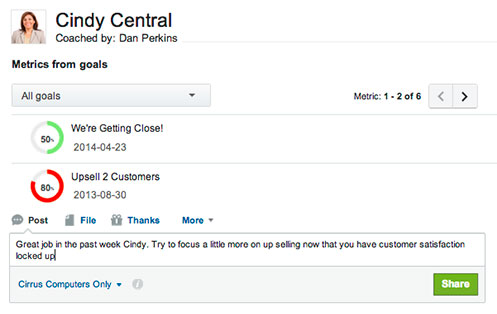 Cindy Central
Coached by: Dan Perkins
Metrics from goals
All goals
Metric: 1 - 2 of 6
50%
We're Getting Close!
2014-04-23
80%
Upsell 2 Customers
2013-08-30
Post File Thanks More
Great job in the past week Cindy. Try to focus a little more on up selling now that you have customer satisfaction
locked up
Cirrus Computers Only
Share